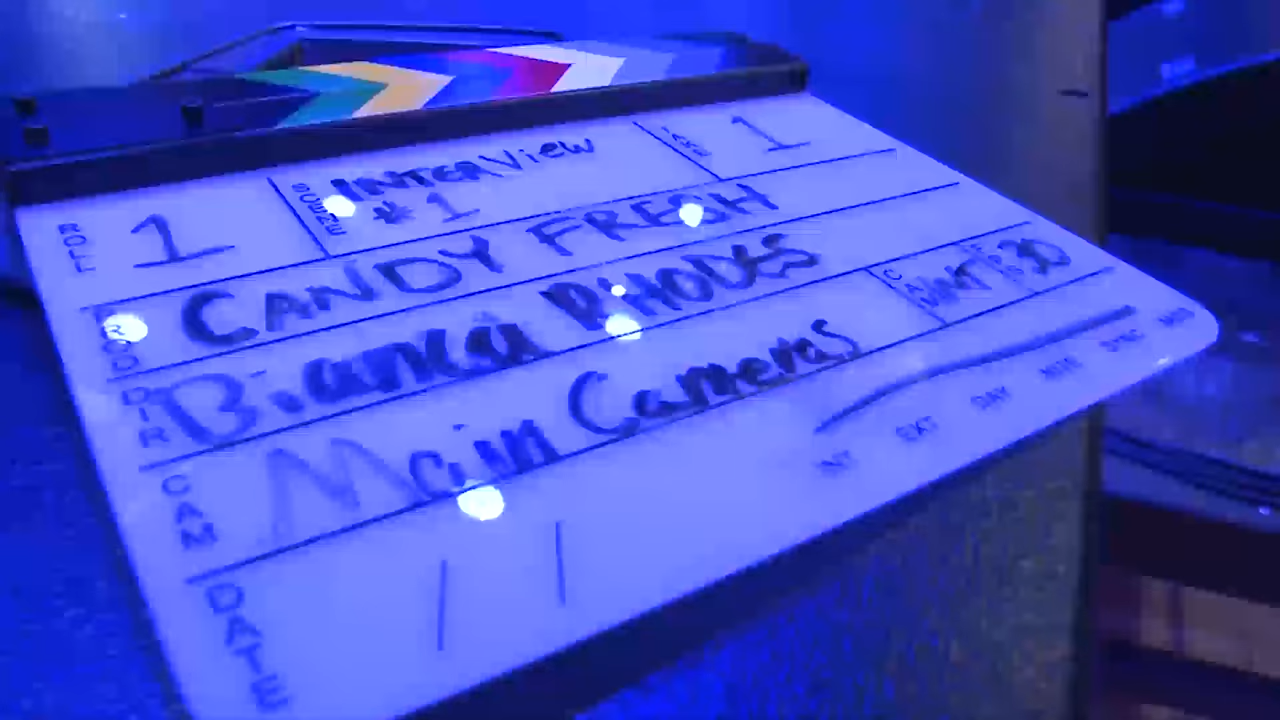 ROLL 1 SCENE INTERView #1 TAKE 1
PROD CANDY FRESH
DIR Bianca RHODES
CAM Main Cameras
DATE / /
INT EXT DAY NITE SYNC MOS